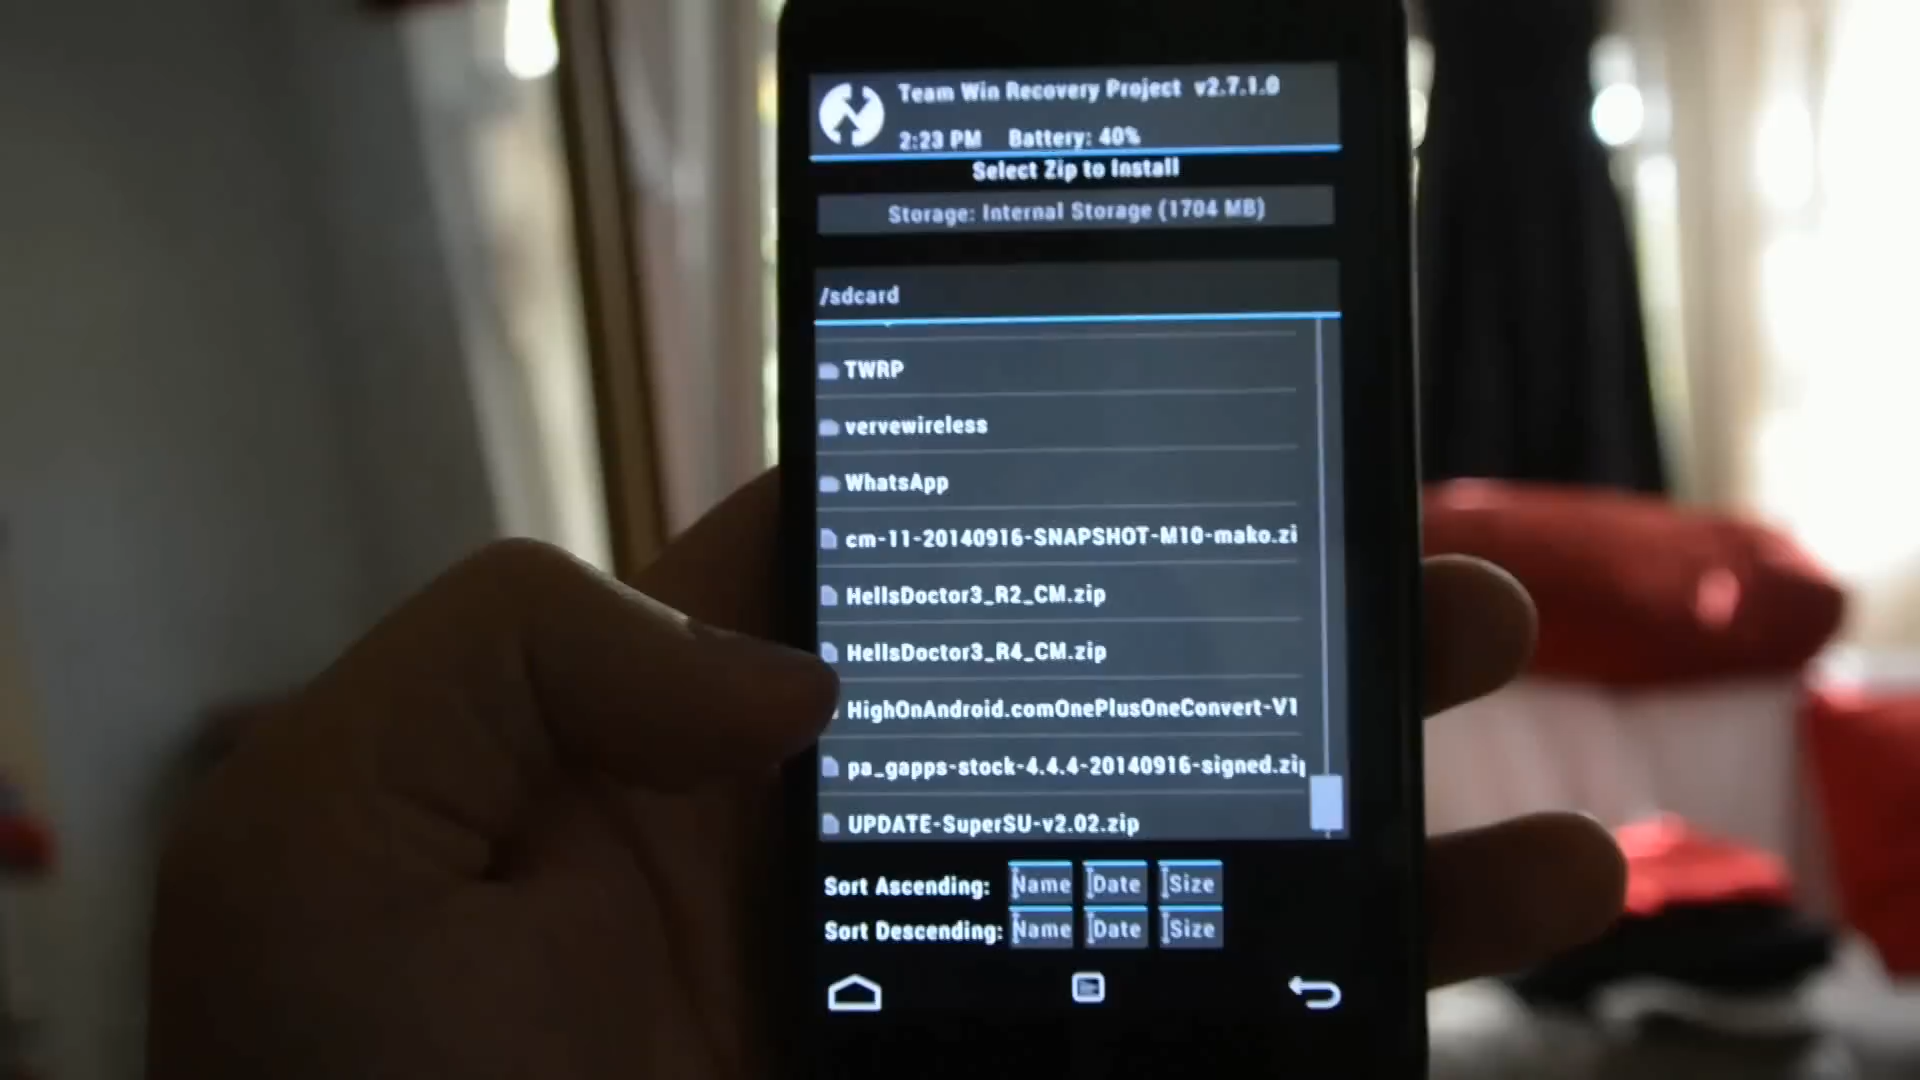 Team Win Recovery Project v2.7.1.0
2:23 PM Battery: 40%
Select Zip to Install
Storage: Internal Storage (1704 MB)
/sdcard
TWRP
vervewireless
WhatsApp
cm-11-20140916-SNAPSHOT-M10-mako.zi
HellsDoctor3_R2_CM.zip
HellsDoctor3_R4_CM.zip
HighOnAndroid.comOnePlusOneConvert-V1
pa_gapps-stock-4.4.4-20140916-signed.zip
UPDATE-SuperSU-v2.02.zip
Sort Ascending: Name Date Size
Sort Descending: Name Date Size